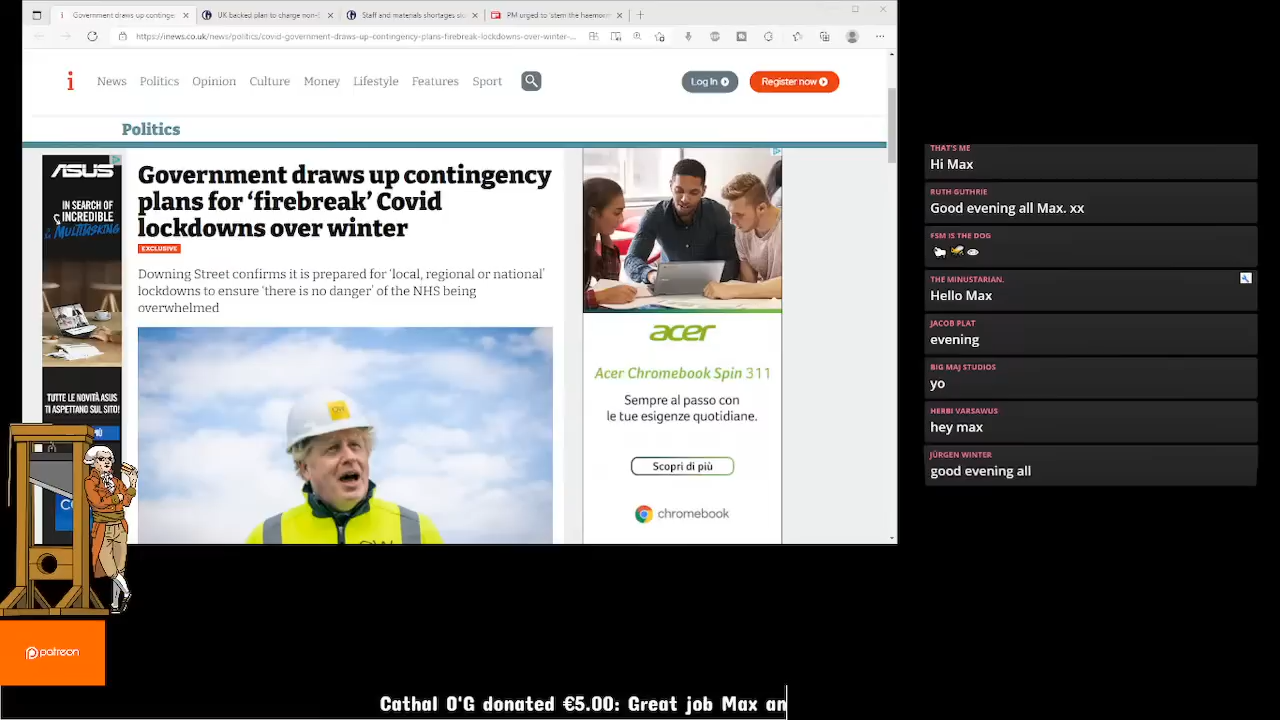 Government draws up continge
UK backed plan to charge non-
Staff and materials shortages
PM urged to 'stem the haemorr
https://inews.co.uk/news/politics/covid-government-draws-up-contingency-plans-firebreak-lockdowns-over-winter-...
i
News
Politics
Opinion
Culture
Money
Lifestyle
Features
Sport
Log In
Register now
Politics
ASUS
IN SEARCH OF
INCREDIBLE
MULTITASKING
TUTTE LE NOVITÀ ASUS
TI ASPETTANO SUL SITO!
Government draws up contingency
plans for ‘firebreak’ Covid
lockdowns over winter
EXCLUSIVE
Downing Street confirms it is prepared for ‘local, regional or national’
lockdowns to ensure ‘there is no danger’ of the NHS being
overwhelmed
acer
Acer Chromebook Spin 311
Sempre al passo con
le tue esigenze quotidiane.
Scopri di più
chromebook
THAT'S ME
Hi Max
RUTH GUTHRIE
Good evening all Max. xx
FSM IS THE DOG
THE MINUSTARIAN.
Hello Max
JACOB PLAT
evening
BIG MAJ STUDIOS
yo
HERBI VARSAWUS
hey max
JÜRGEN WINTER
good evening all
patreon
Cathal O'G donated €5.00: Great job Max an